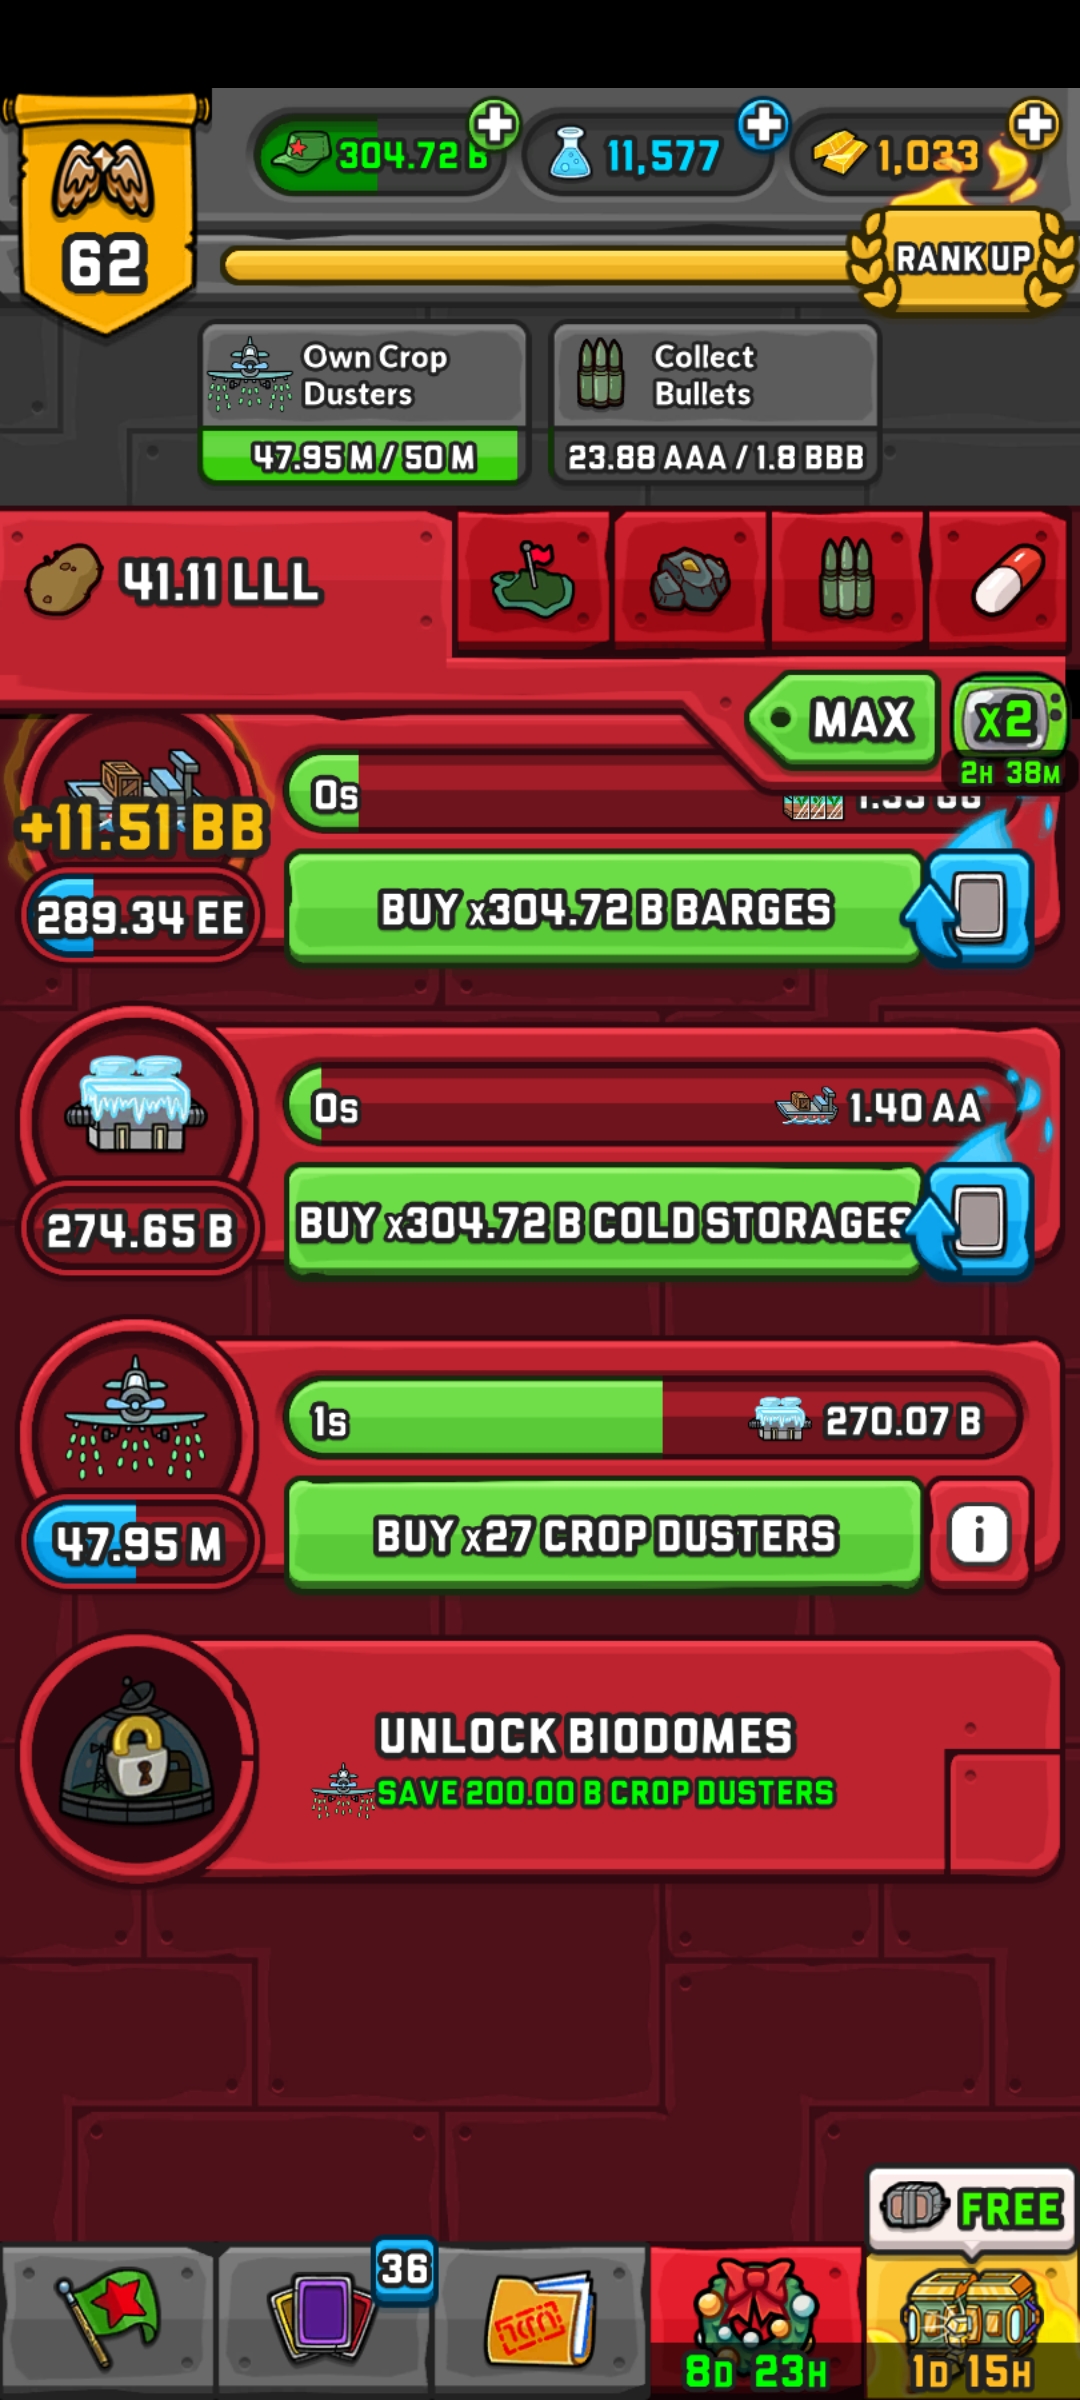 304.72 B
11,577
1,033
62
RANK UP
Own Crop
Dusters
Collect
Bullets
47.95 M / 50 M
23.88 AAA / 1.8 BBB
41.11 LLL
MAX
x2
2H 38M
0s
+11.51 BB
289.34 EE
BUY x304.72 B BARGES
0s
1.40 AA
274.65 B
BUY x304.72 B COLD STORAGES
1s
270.07 B
47.95 M
BUY x27 CROP DUSTERS
i
UNLOCK BIODOMES
SAVE 200.00 B CROP DUSTERS
FREE
36
8D 23H
1D 15H